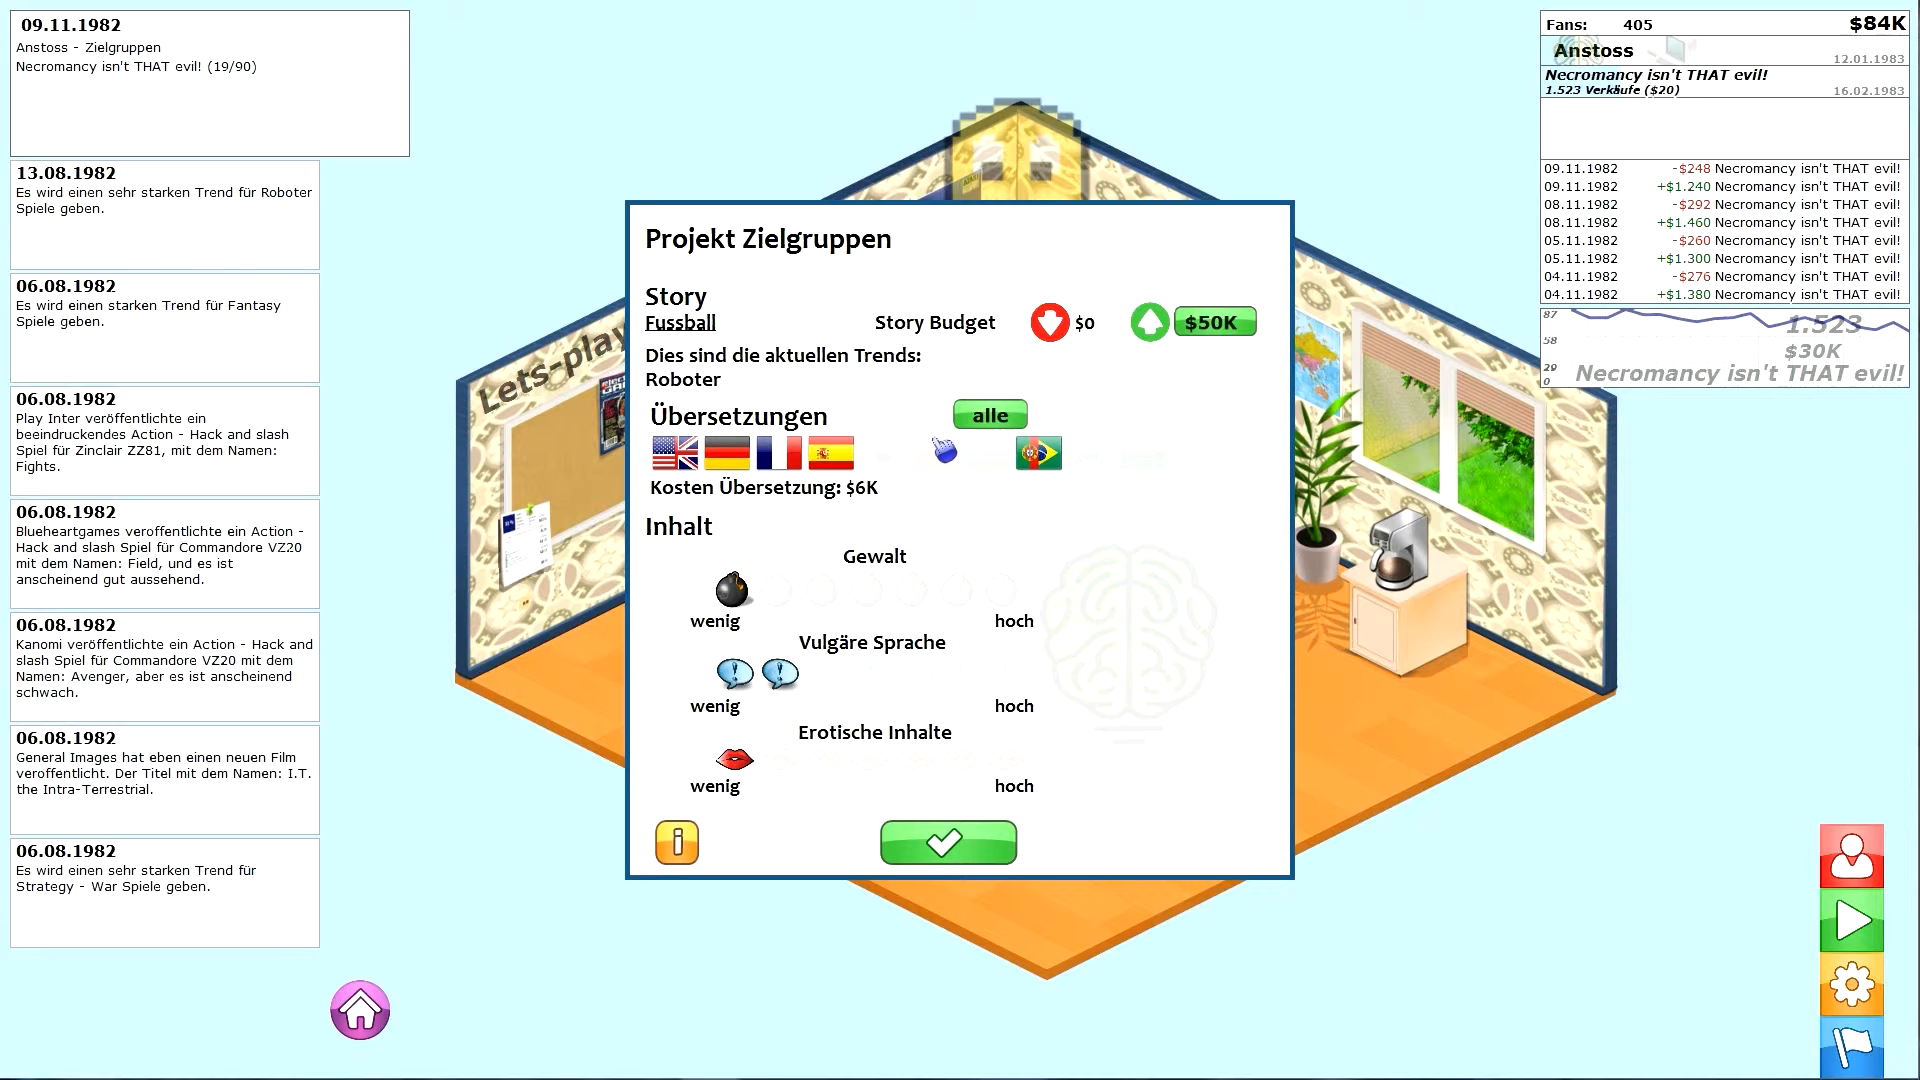 09.11.1982
Anstoss - Zielgruppen
Necromancy isn't THAT evil! (19/90)
13.08.1982
Es wird einen sehr starken Trend für Roboter
Spiele geben.
06.08.1982
Es wird einen starken Trend für Fantasy
Spiele geben.
06.08.1982
Play Inter veröffentlichte ein
beeindruckendes Action - Hack and slash
Spiel für Zinclair ZZ81, mit dem Namen:
Fights.
06.08.1982
Blueheartgames veroffentlichte ein Action -
Hack and slash Spiel für Commandore VZ20
mit dem Namen: Field, und es ist
anscheinend gut aussehend.
06.08.1982
Kanomi veröffentlichte ein Action - Hack and
slash Spiel für Commandore VZ20 mit dem
Namen: Avenger, aber es ist anscheinend
schwach.
06.08.1982
General Images hat eben einen neuen Film
veroffentlicht. Der Titel mit dem Namen: I.T.
the Intra-Terrestrial.
06.08.1982
Es wird einen sehr starken Trend für
Strategy - War Spiele geben.
Lets-play
Projekt Zielgruppen
Story
Fussball
Story Budget
$0
$50K
Dies sind die aktuellen Trends:
Roboter
Übersetzungen
alle
Kosten Übersetzung: $6K
Inhalt
Gewalt
wenig
hoch
Vulgäre Sprache
wenig
hoch
Erotische Inhalte
wenig
hoch
Fans: 405
$84K
Anstoss
12.01.1983
Necromancy isn't THAT evil!
1.523 Verkäufe ($20)
16.02.1983
09.11.1982 -$248 Necromancy isn't THAT evil!
09.11.1982 +$1.240 Necromancy isn't THAT evil!
08.11.1982 -$292 Necromancy isn't THAT evil!
08.11.1982 +$1.460 Necromancy isn't THAT evil!
05.11.1982 -$260 Necromancy isn't THAT evil!
05.11.1982 +$1.300 Necromancy isn't THAT evil!
04.11.1982 -$276 Necromancy isn't THAT evil!
04.11.1982 +$1.380 Necromancy isn't THAT evil!
87
58
29
0
1.523
$30K
Necromancy isn't THAT evil!